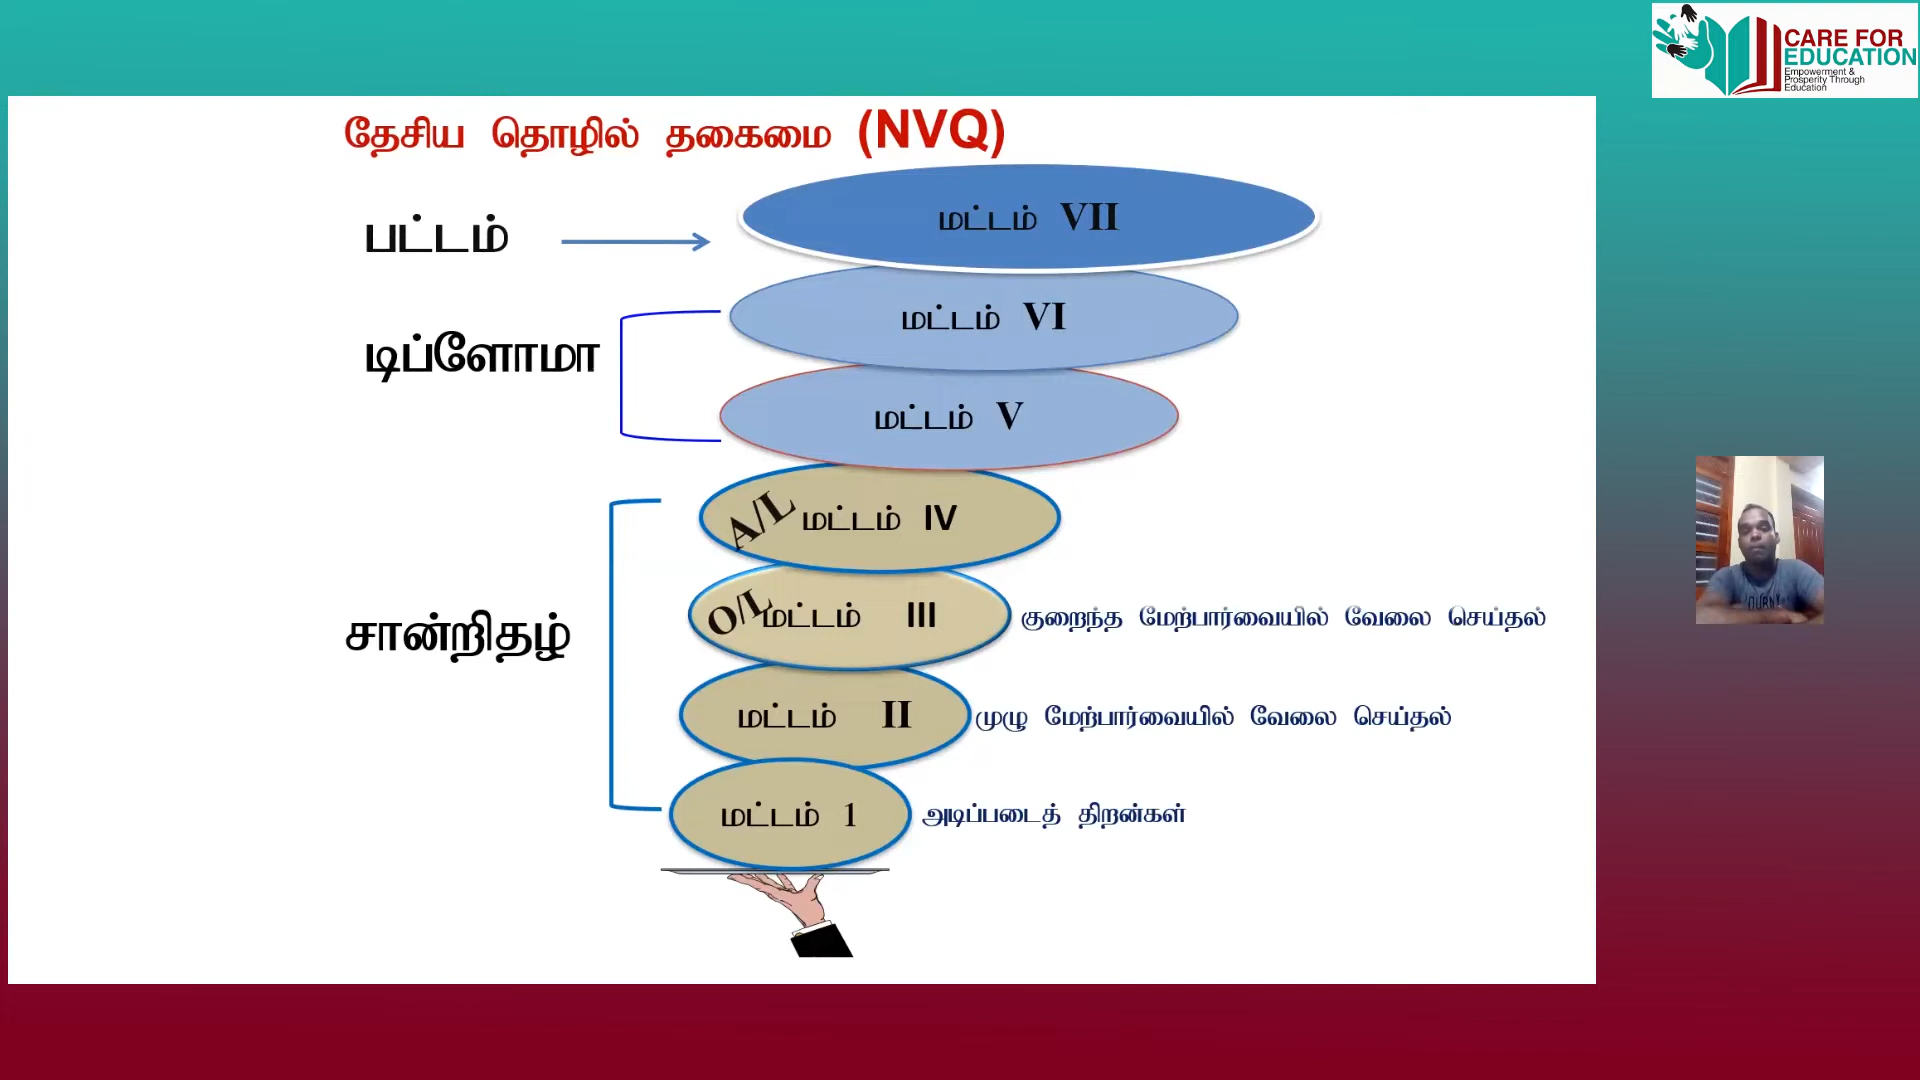 CARE FOR
EDUCATION
Empowerment &
Prosperity Through
Education
தேசிய தொழில் தகைமை (NVQ)
பட்டம்
மட்டம் VII
டிப்ளோமா
மட்டம் VI
மட்டம் V
சான்றிதழ்
A/L மட்டம் IV
O/L மட்டம் III குறைந்த மேற்பார்வையில் வேலை செய்தல்
மட்டம் II முழு மேற்பார்வையில் வேலை செய்தல்
மட்டம் 1 அடிப்படைத் திறன்கள்